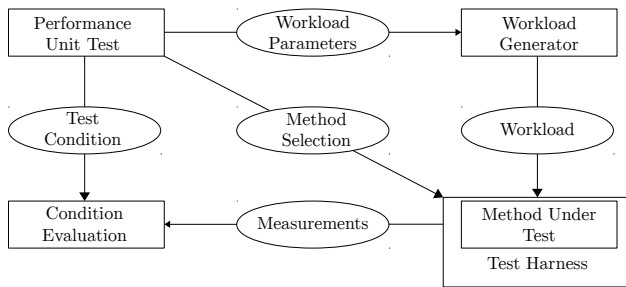 Performance
Unit Test
Workload
Parameters
Workload
Generator
Test
Condition
Method
Selection
Workload
Condition
Evaluation
Measurements
Method Under
Test
Test Harness